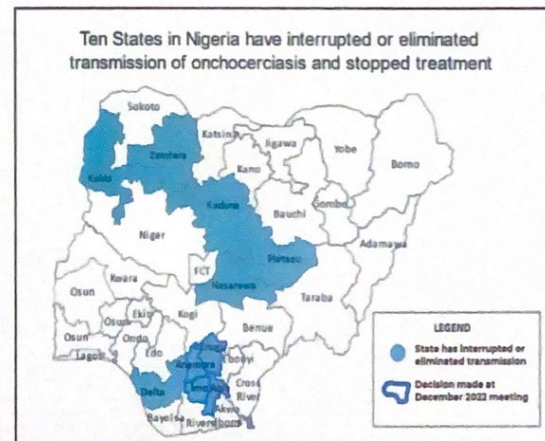 Ten States in Nigeria have interrupted or eliminated
transmission of onchocerciasis and stopped treatment
Sokoto
Katsina
Jigawa
Yobe
Borno
Zamfara
Kebbi
Kano
Kaduna
Bauchi
Gombe
Adamawa
Niger
Plateau
FCT
Nasarawa
Taraba
Kwara
Osun
Ekiti
Kogi
Benue
Osun
Ondo
Edo
Osun
Lagos
Enugu
Anambra
Ebonyi
Imo
Delta
Cross
River
Akwa
Bayelsa
Rivers
LEGEND
State has interrupted or
eliminated transmission
Decision made at
December 2022 meeting